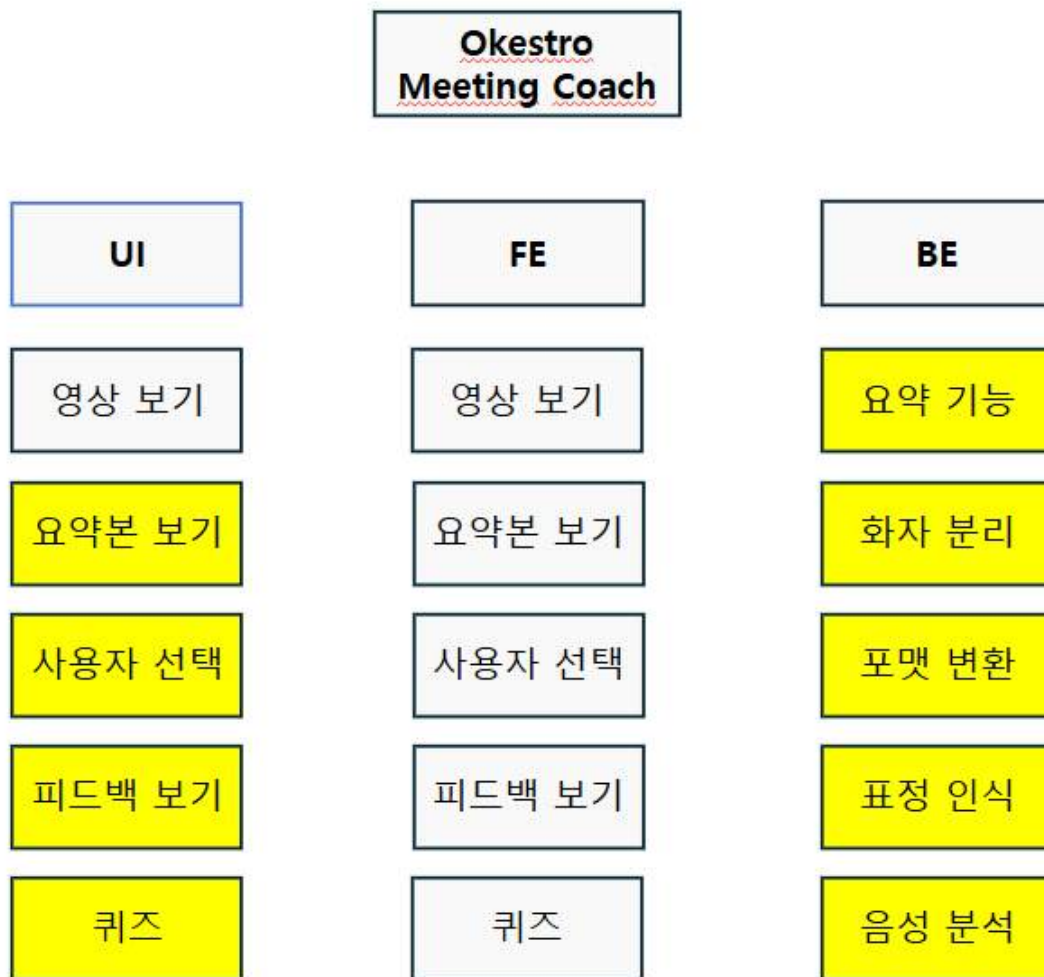 Okestro
Meeting Coach
UI
FE
BE
영상 보기
영상 보기
요약 기능
요약본 보기
요약본 보기
화자 분리
사용자 선택
사용자 선택
포맷 변환
피드백 보기
피드백 보기
표정 인식
퀴즈
퀴즈
음성 분석